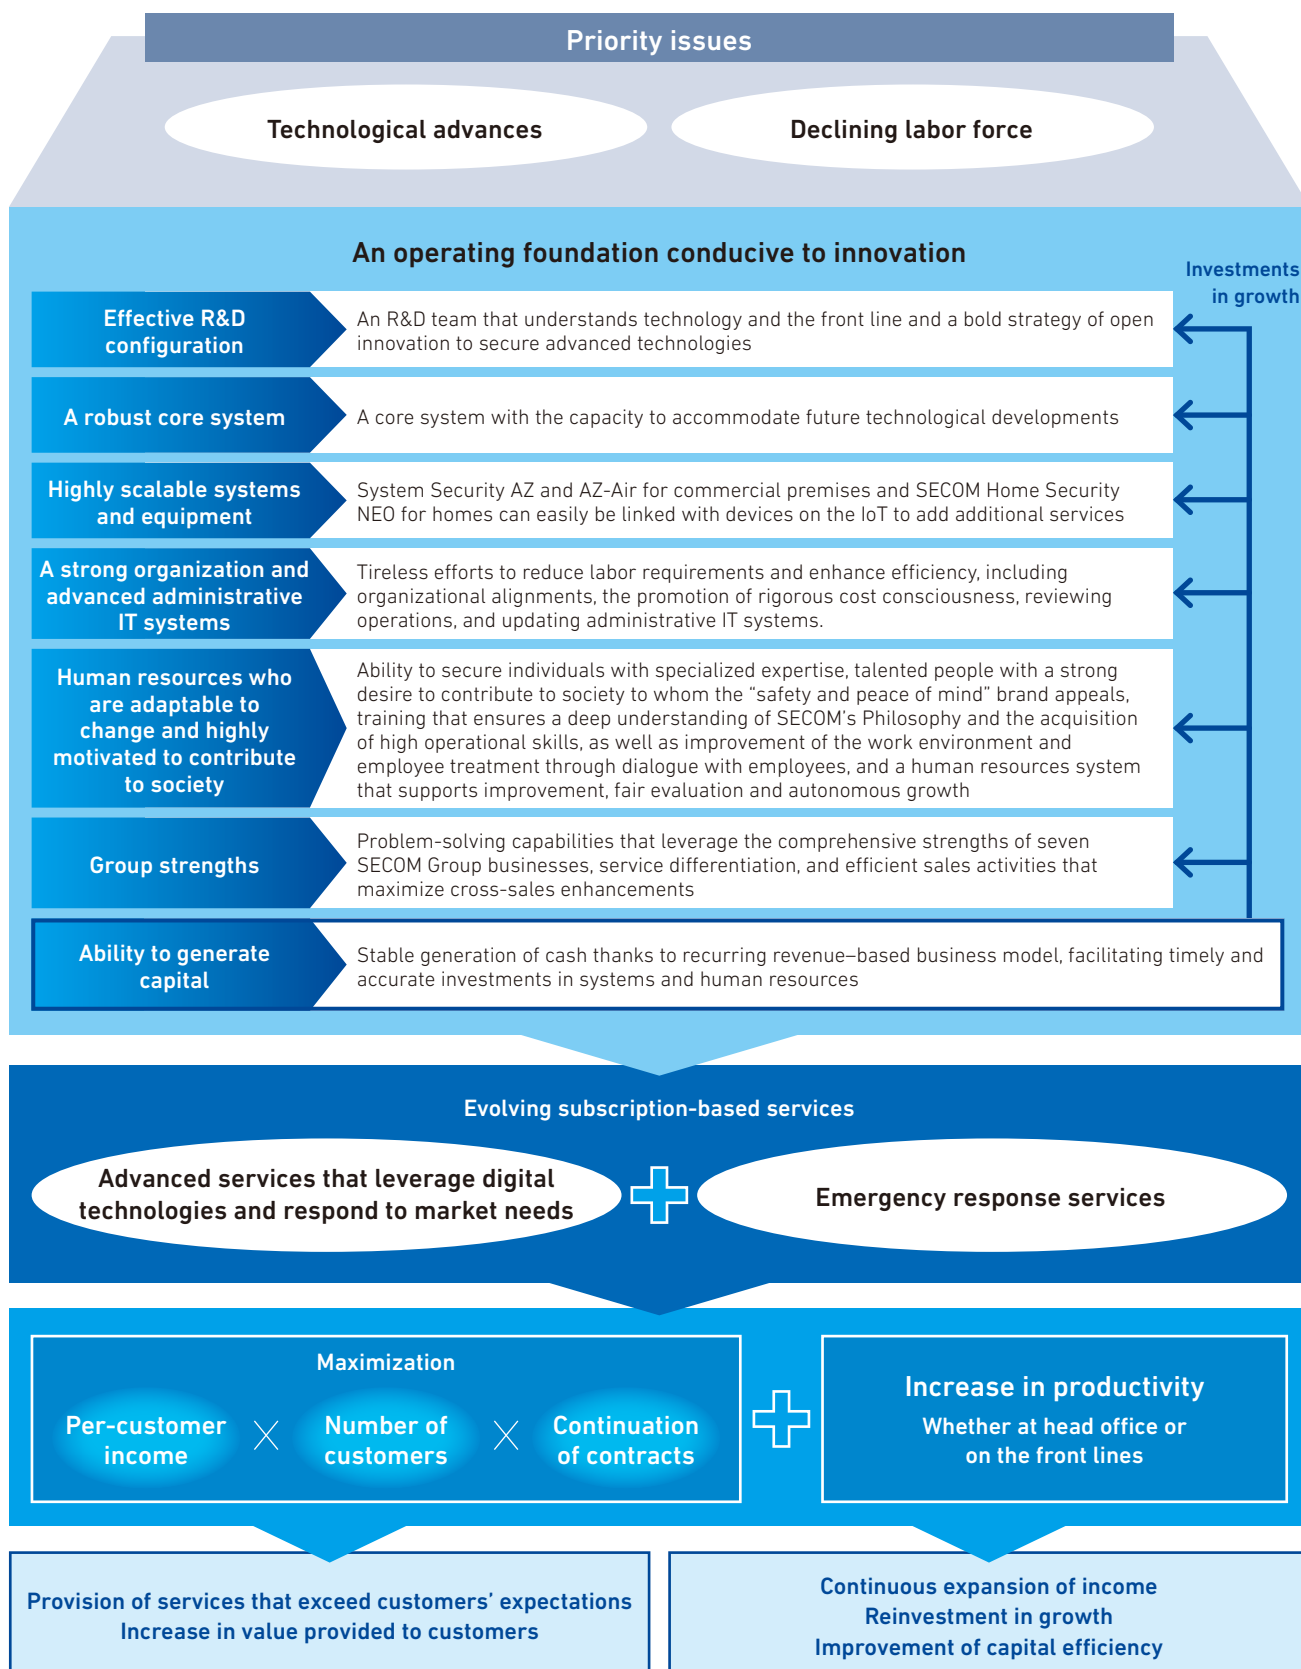 Priority issues
Technological advances
Declining labor force
An operating foundation conducive to innovation
Investments
in growth
Effective R&D
configuration
An R&D team that understands technology and the front line and a bold strategy of open
innovation to secure advanced technologies
A robust core system
A core system with the capacity to accommodate future technological developments
Highly scalable systems
and equipment
System Security AZ and AZ-Air for commercial premises and SECOM Home Security
NEO for homes can easily be linked with devices on the IoT to add additional services
A strong organization and
advanced administrative
IT systems
Tireless efforts to reduce labor requirements and enhance efficiency, including
organizational alignments, the promotion of rigorous cost consciousness, reviewing
operations, and updating administrative IT systems.
Human resources who
are adaptable to
change and highly
motivated to contribute
to society
Ability to secure individuals with specialized expertise, talented people with a strong
desire to contribute to society to whom the “safety and peace of mind” brand appeals,
training that ensures a deep understanding of SECOM’s Philosophy and the acquisition
of high operational skills, as well as improvement of the work environment and
employee treatment through dialogue with employees, and a human resources system
that supports improvement, fair evaluation and autonomous growth
Group strengths
Problem-solving capabilities that leverage the comprehensive strengths of seven
SECOM Group businesses, service differentiation, and efficient sales activities that
maximize cross-sales enhancements
Ability to generate
capital
Stable generation of cash thanks to recurring revenue–based business model, facilitating timely and
accurate investments in systems and human resources
Evolving subscription-based services
Advanced services that leverage digital
technologies and respond to market needs
Emergency response services
Maximization
Per-customer
income
Number of
customers
Continuation
of contracts
Increase in productivity
Whether at head office or
on the front lines
Provision of services that exceed customers’ expectations
Increase in value provided to customers
Continuous expansion of income
Reinvestment in growth
Improvement of capital efficiency